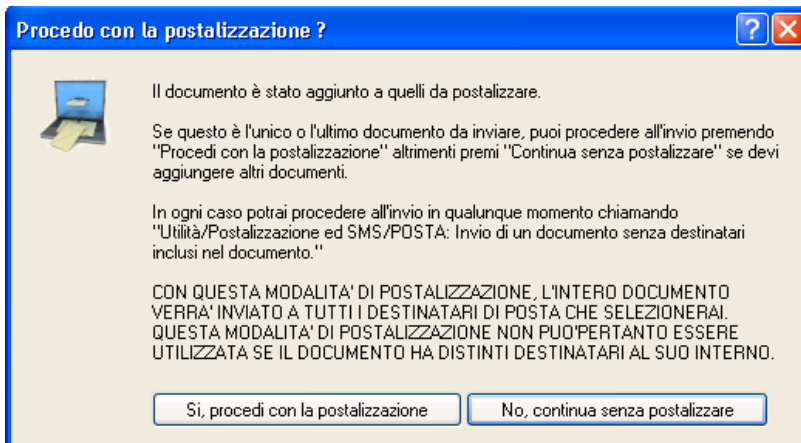 Procedo con la postalizzazione ?
Il documento è stato aggiunto a quelli da postalizzare.
Se questo è l'unico o l'ultimo documento da inviare, puoi procedere all'invio premendo
"Procedi con la postalizzazione" altrimenti premi "Continua senza postalizzare" se devi
aggiungere altri documenti.
In ogni caso potrai procedere all'invio in qualunque momento chiamando
"Utilità/Postalizzazione ed SMS/POSTA: Invio di un documento senza destinatari
inclusi nel documento."
CON QUESTA MODALITA' DI POSTALIZZAZIONE, L'INTERO DOCUMENTO
VERRA' INVIATO A TUTTI I DESTINATARI DI POSTA CHE SELEZIONERAI.
QUESTA MODALITA' DI POSTALIZZAZIONE NON PUO'PERTANTO ESSERE
UTILIZZATA SE IL DOCUMENTO HA DISTINTI DESTINATARI AL SUO INTERNO.
Si, procedi con la postalizzazione
No, continua senza postalizzare